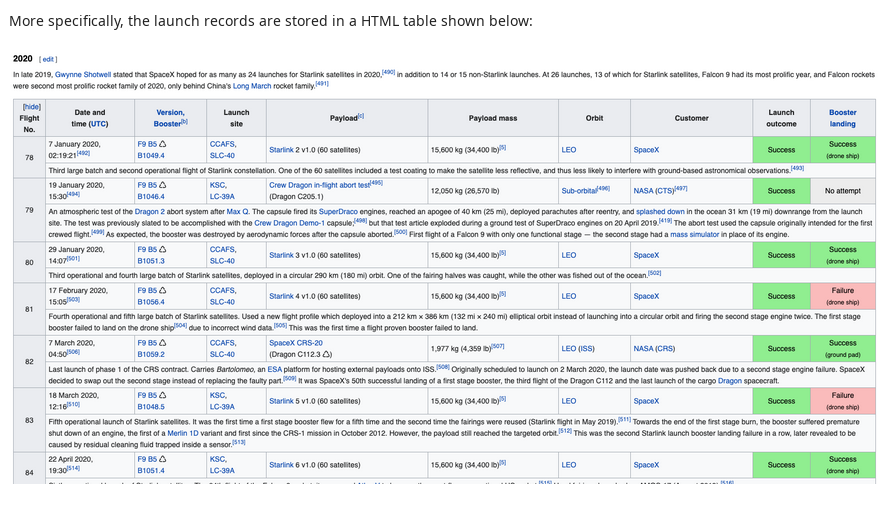 More specifically, the launch records are stored in a HTML table shown below:
2020 [ edit ]
In late 2019, Gwynne Shotwell stated that SpaceX hoped for as many as 24 launches for Starlink satellites in 2020,[490] in addition to 14 or 15 non-Starlink launches. At 26 launches, 13 of which for Starlink satellites, Falcon 9 had its most prolific year, and Falcon rockets
were second most prolific rocket family of 2020, only behind China's Long March rocket family.[491]
[hide]
Flight
No.
Date and
time (UTC)
Version,
Booster[b]
Launch
site
Payload[c]
Payload mass
Orbit
Customer
Launch
outcome
Booster
landing
78
7 January 2020,
02:19:21[492]
F9 B5 △
B1049.4
CCAFS,
SLC-40
Starlink 2 v1.0 (60 satellites)
15,600 kg (34,400 lb)[5]
LEO
SpaceX
Success
Success
(drone ship)
Third large batch and second operational flight of Starlink constellation. One of the 60 satellites included a test coating to make the satellite less reflective, and thus less likely to interfere with ground-based astronomical observations.[493]
79
19 January 2020,
15:30[494]
F9 B5 △
B1046.4
KSC,
LC-39A
Crew Dragon in-flight abort test[495]
(Dragon C205.1)
12,050 kg (26,570 lb)
Sub-orbital[496]
NASA (CTS)[497]
Success
No attempt
An atmospheric test of the Dragon 2 abort system after Max Q. The capsule fired its SuperDraco engines, reached an apogee of 40 km (25 mi), deployed parachutes after reentry, and splashed down in the ocean 31 km (19 mi) downrange from the launch
site. The test was previously slated to be accomplished with the Crew Dragon Demo-1 capsule;[498] but that test article exploded during a ground test of SuperDraco engines on 20 April 2019.[419] The abort test used the capsule originally intended for the first
crewed flight.[499] As expected, the booster was destroyed by aerodynamic forces after the capsule aborted.[500] First flight of a Falcon 9 with only one functional stage — the second stage had a mass simulator in place of its engine.
80
29 January 2020,
14:07[501]
F9 B5 △
B1051.3
CCAFS,
SLC-40
Starlink 3 v1.0 (60 satellites)
15,600 kg (34,400 lb)[5]
LEO
SpaceX
Success
Success
(drone ship)
Third operational and fourth large batch of Starlink satellites, deployed in a circular 290 km (180 mi) orbit. One of the fairing halves was caught, while the other was fished out of the ocean.[502]
81
17 February 2020,
15:05[503]
F9 B5 △
B1056.4
CCAFS,
SLC-40
Starlink 4 v1.0 (60 satellites)
15,600 kg (34,400 lb)[5]
LEO
SpaceX
Success
Failure
(drone ship)
Fourth operational and fifth large batch of Starlink satellites. Used a new flight profile which deployed into a 212 km × 386 km (132 mi × 240 mi) elliptical orbit instead of launching into a circular orbit and firing the second stage engine twice. The first stage
booster failed to land on the drone ship[504] due to incorrect wind data.[505] This was the first time a flight proven booster failed to land.
82
7 March 2020,
04:50[506]
F9 B5 △
B1059.2
CCAFS,
SLC-40
SpaceX CRS-20
(Dragon C112.3 △)
1,977 kg (4,359 lb)[507]
LEO (ISS)
NASA (CRS)
Success
Success
(ground pad)
Last launch of phase 1 of the CRS contract. Carries Bartolomeo, an ESA platform for hosting external payloads onto ISS.[508] Originally scheduled to launch on 2 March 2020, the launch date was pushed back due to a second stage engine failure. SpaceX
decided to swap out the second stage instead of replacing the faulty part.[509] It was SpaceX's 50th successful landing of a first stage booster, the third flight of the Dragon C112 and the last launch of the cargo Dragon spacecraft.
83
18 March 2020,
12:16[510]
F9 B5 △
B1048.5
KSC,
LC-39A
Starlink 5 v1.0 (60 satellites)
15,600 kg (34,400 lb)[5]
LEO
SpaceX
Success
Failure
(drone ship)
Fifth operational launch of Starlink satellites. It was the first time a first stage booster flew for a fifth time and the second time the fairings were reused (Starlink flight in May 2019).[511] Towards the end of the first stage burn, the booster suffered premature
shut down of an engine, the first of a Merlin 1D variant and first since the CRS-1 mission in October 2012. However, the payload still reached the targeted orbit.[512] This was the second Starlink launch booster landing failure in a row, later revealed to be
caused by residual cleaning fluid trapped inside a sensor.[513]
84
22 April 2020,
19:30[514]
F9 B5 △
B1051.4
KSC,
LC-39A
Starlink 6 v1.0 (60 satellites)
15,600 kg (34,400 lb)[5]
LEO
SpaceX
Success
Success
(drone ship)